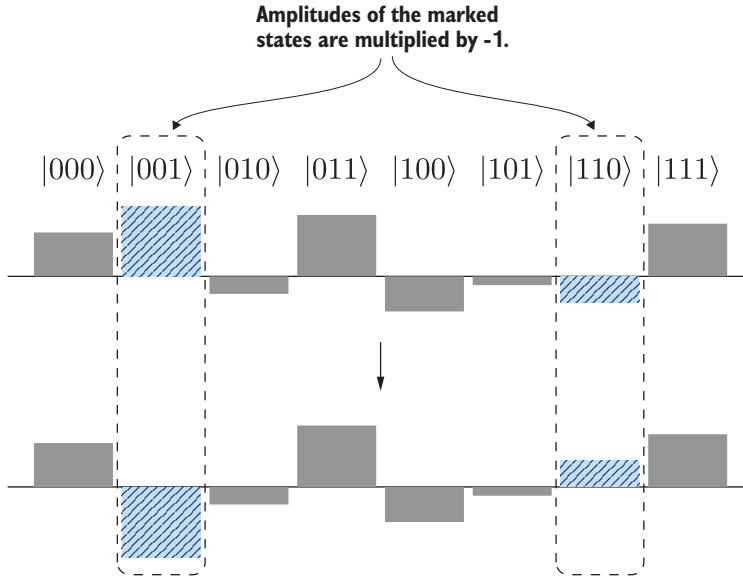 Amplitudes of the marked
states are multiplied by -1.
|000⟩ |001⟩ |010⟩ |011⟩ |100⟩ |101⟩ |110⟩ |111⟩